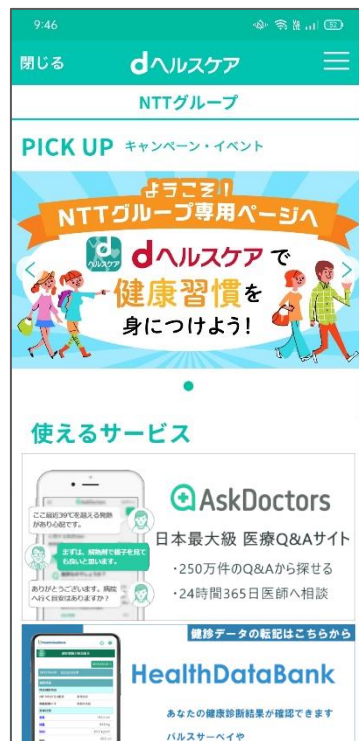 9:46
52
閉じる
dヘルスケア
NTTグループ
PICK UP キャンペーン・イベント
ようこそ!
NTTグループ専用ページへ
d
ヘルスケア
dヘルスケアで
健康習慣を
身につけよう!
使えるサービス
AskDoctors
ここ最近39℃を超える発熱
があり心配です。
まずは、解熱剤で様子を見て
も良いと思います。
ありがとうございます。病院
へ行く目安はありますか?
日本最大級 医療Q&Aサイト
・250万件のQ&Aから探せる
・24時間365日医師へ相談
健診データの転記はこちらから
HealthDataBank
あなたの健康診断結果が確認できます
パルスサーベイや